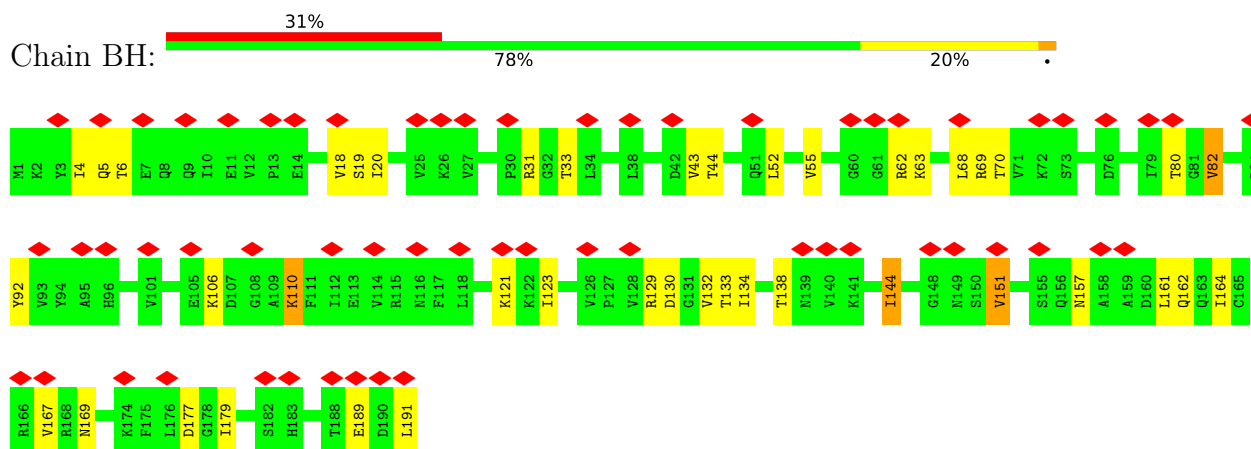 31%
Chain BH:
78% 20% •
M1 K2 Y3 I4 Q5 T6 E7 Q8 Q9 I10 E11 V12 P13 E14 V18 S19 I20 V25 K26 V27 P30 R31 G32 T33 L34 L38 D42 V43 T44 Q51 L52 V55 G60 G61 R62 K63 L68 R69 T70 V71 K72 S73 D76 I79 T80 G81 V82
Y92 V93 Y94 A95 H96 V101 E105 K106 D107 G108 A109 K110 F111 T112 E113 V114 R115 N116 F117 L118 K121 K122 I123 V126 P127 V128 R129 D130 G131 V132 T133 I134 T138 N139 V140 K141 I144 G148 N149 S150 V151 S155 Q156 N157 A158 A159 D160 L161 Q162 Q163 I164 C165
R166 V167 R168 N169 K174 F175 L176 D177 G178 I179 S182 H183 T188 E189 D190 L191